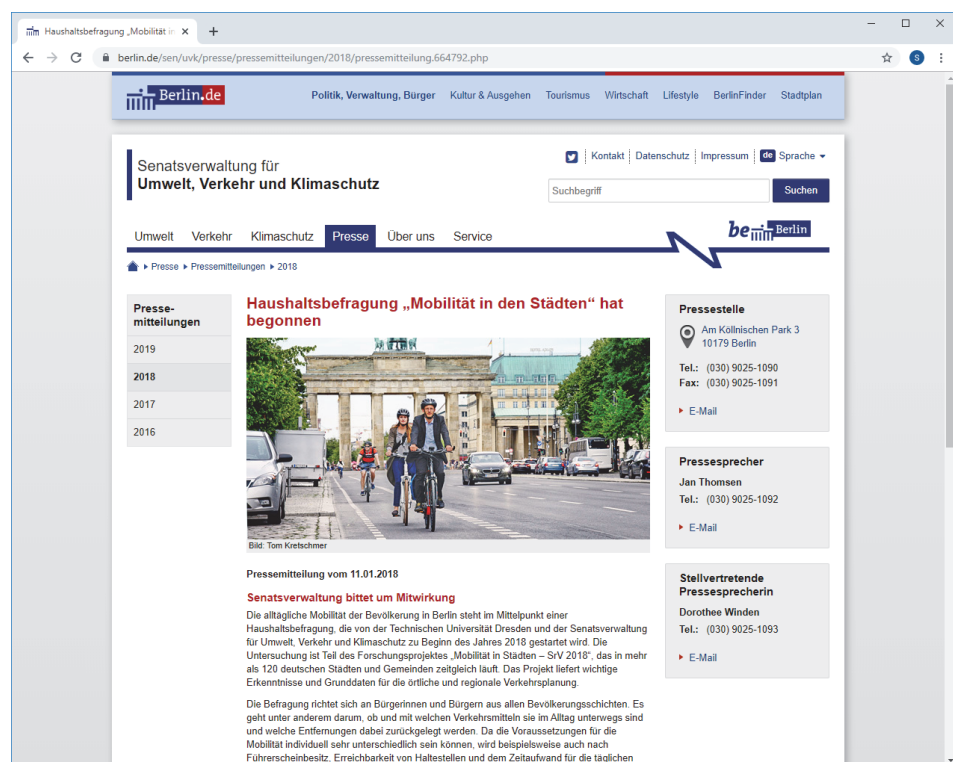 Haushaltsbefragung „Mobilität in
berlin.de/sen/uvk/presse/pressemitteilungen/2018/pressemitteilung.664792.php
S
Berlin.de
Politik, Verwaltung, Bürger Kultur & Ausgehen Tourismus Wirtschaft Lifestyle BerlinFinder Stadtplan
Senatsverwaltung für
Umwelt, Verkehr und Klimaschutz
Kontakt Datenschutz Impressum de Sprache
Suchbegriff Suchen
Umwelt Verkehr Klimaschutz Presse Über uns Service
be Berlin
Presse Pressemitteilungen 2018
Presse-
mitteilungen
2019
2018
2017
2016
Haushaltsbefragung „Mobilität in den Städten“ hat
begonnen
Bild: Tom Kretschmer
Pressemitteilung vom 11.01.2018
Senatsverwaltung bittet um Mitwirkung
Die alltägliche Mobilität der Bevölkerung in Berlin steht im Mittelpunkt einer
Haushaltsbefragung, die von der Technischen Universität Dresden und der Senatsverwaltung
für Umwelt, Verkehr und Klimaschutz zu Beginn des Jahres 2018 gestartet wird. Die
Untersuchung ist Teil des Forschungsprojektes „Mobilität in Städten – SrV 2018“, das in mehr
als 120 deutschen Städten und Gemeinden zeitgleich läuft. Das Projekt liefert wichtige
Erkenntnisse und Grunddaten für die örtliche und regionale Verkehrsplanung.
Die Befragung richtet sich an Bürgerinnen und Bürgern aus allen Bevölkerungsschichten. Es
geht unter anderem darum, ob und mit welchen Verkehrsmitteln sie im Alltag unterwegs sind
und welche Entfernungen dabei zurückgelegt werden. Da die Voraussetzungen für die
Mobilität individuell sehr unterschiedlich sein können, wird beispielsweise auch nach
Führerscheinbesitz, Erreichbarkeit von Haltestellen und dem Zeitaufwand für die täglichen
Pressestelle
Am Köllnischen Park 3
10179 Berlin
Tel.: (030) 9025-1090
Fax: (030) 9025-1091
E-Mail
Pressesprecher
Jan Thomsen
Tel.: (030) 9025-1092
E-Mail
Stellvertretende
Pressesprecherin
Dorothee Winden
Tel.: (030) 9025-1093
E-Mail